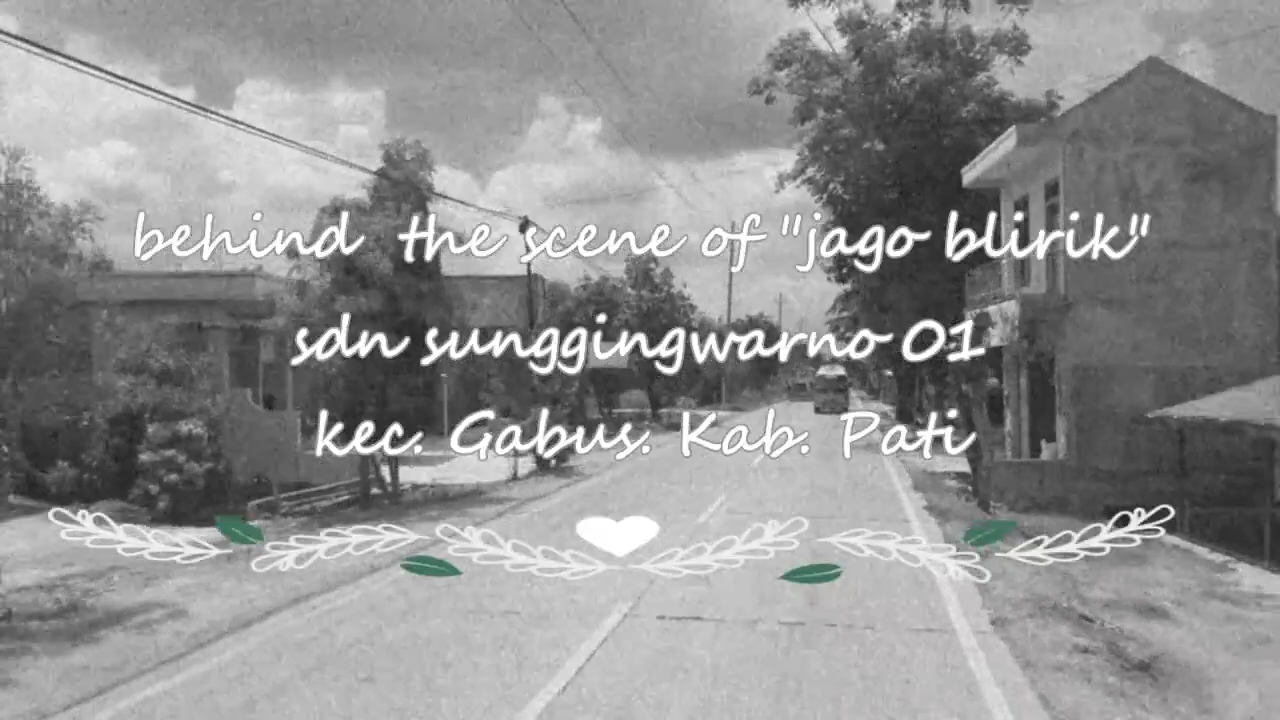 behind the scene of "jago blirik"
sdn sunggingwarno 01
kec. Gabus. Kab. Pati